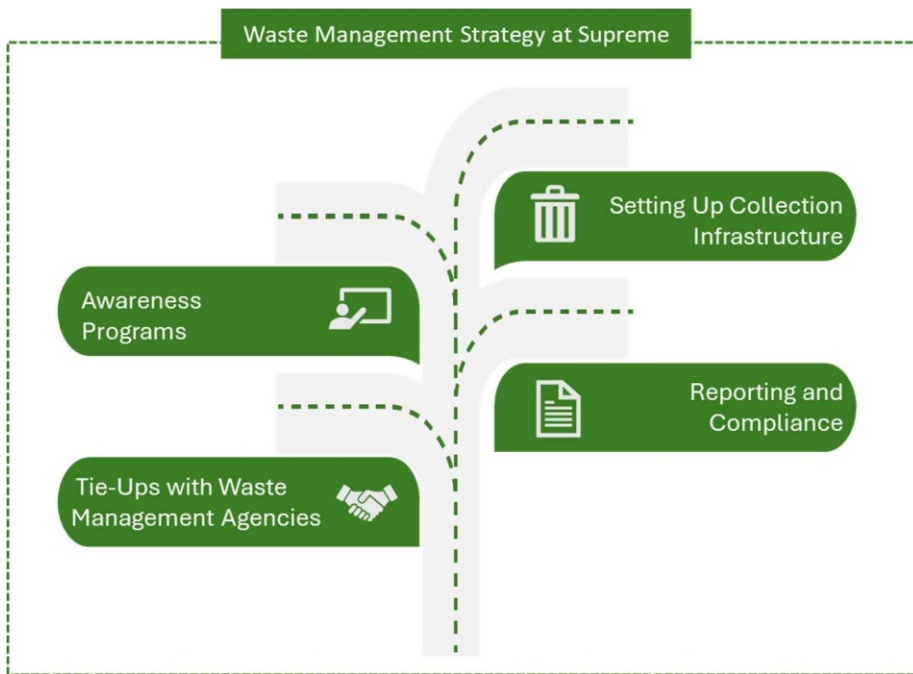 Waste Management Strategy at Supreme
Setting Up Collection
Infrastructure
Awareness
Programs
Reporting and
Compliance
Tie-Ups with Waste
Management Agencies